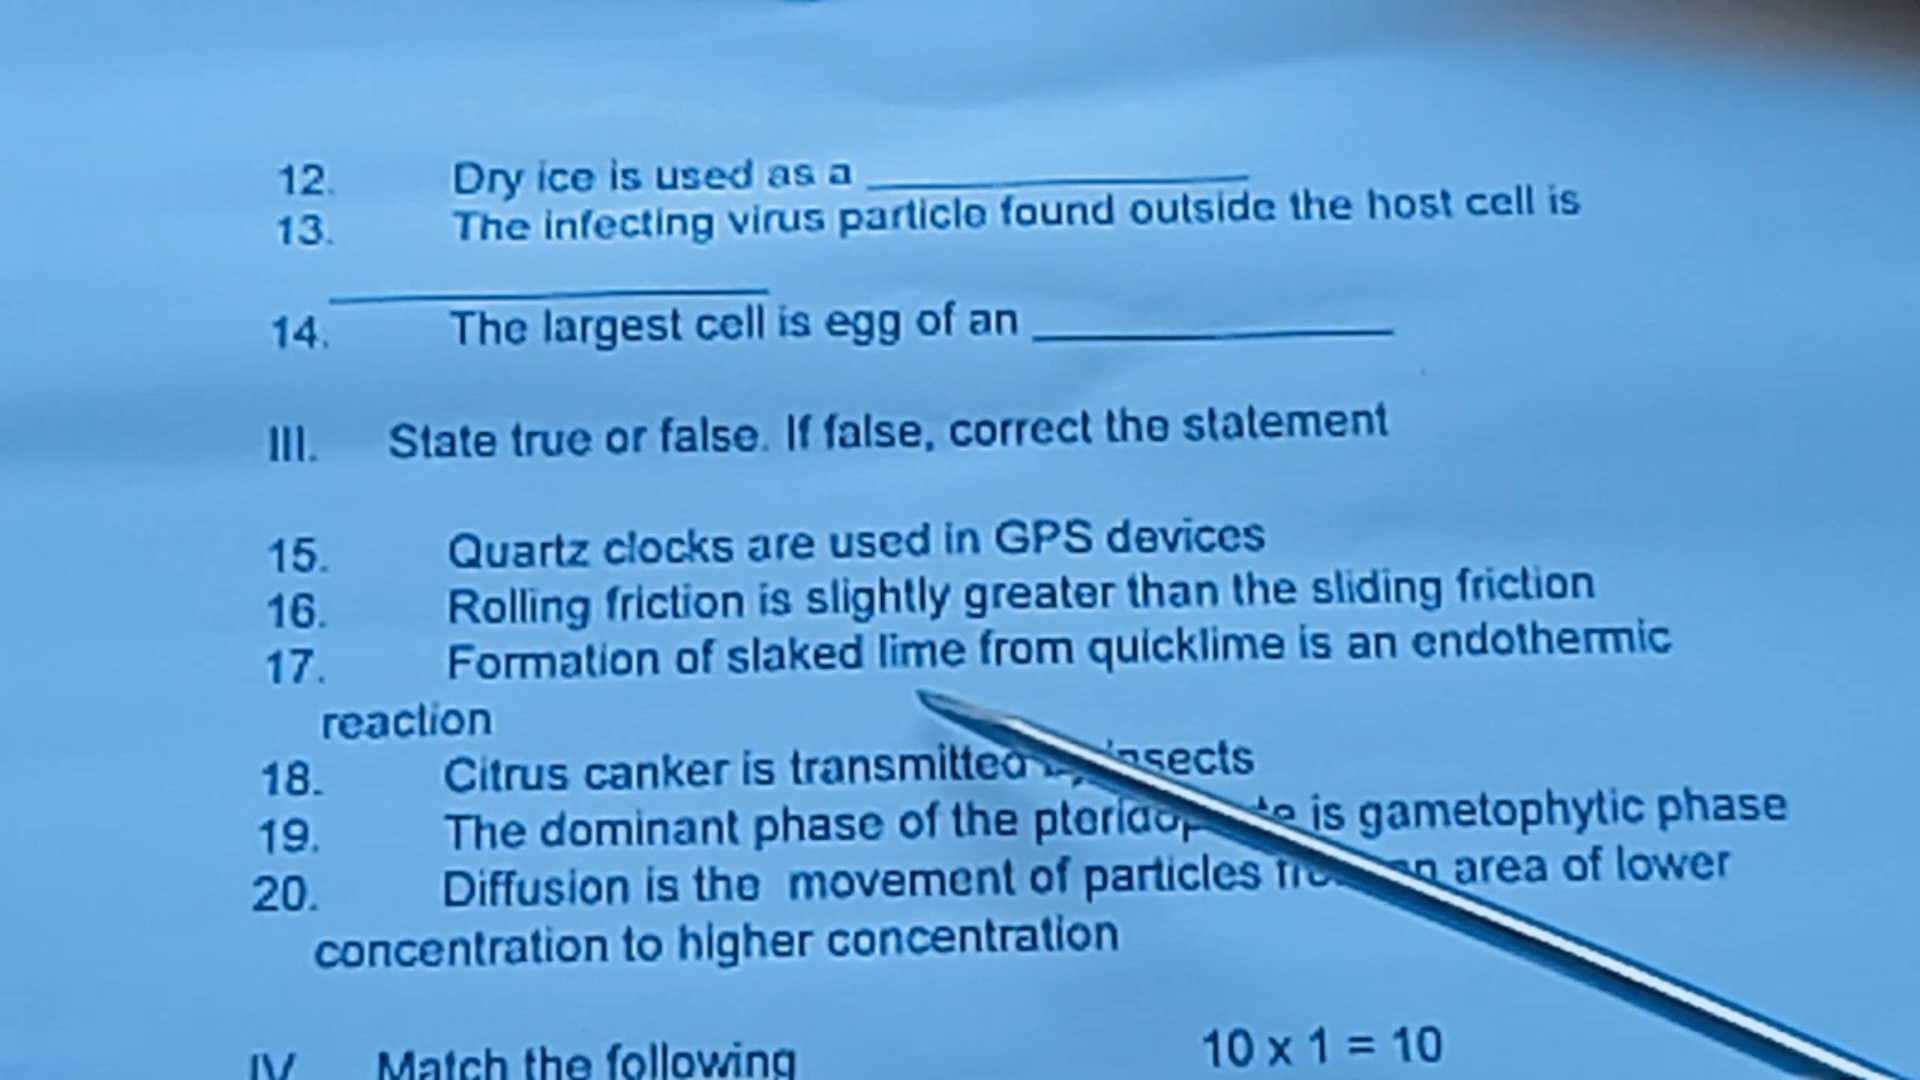 12. Dry ice is used as a ____________
13. The infecting virus particle found outside the host cell is
____________
14. The largest cell is egg of an ____________
III. State true or false. If false, correct the statement
15. Quartz clocks are used in GPS devices
16. Rolling friction is slightly greater than the sliding friction
17. Formation of slaked lime from quicklime is an endothermic
reaction
18. Citrus canker is transmitted insects
19. The dominant phase of the is gametophytic phase
20. Diffusion is the movement of particles area of lower
concentration to higher concentration
IV Match the following 10 x 1 = 10